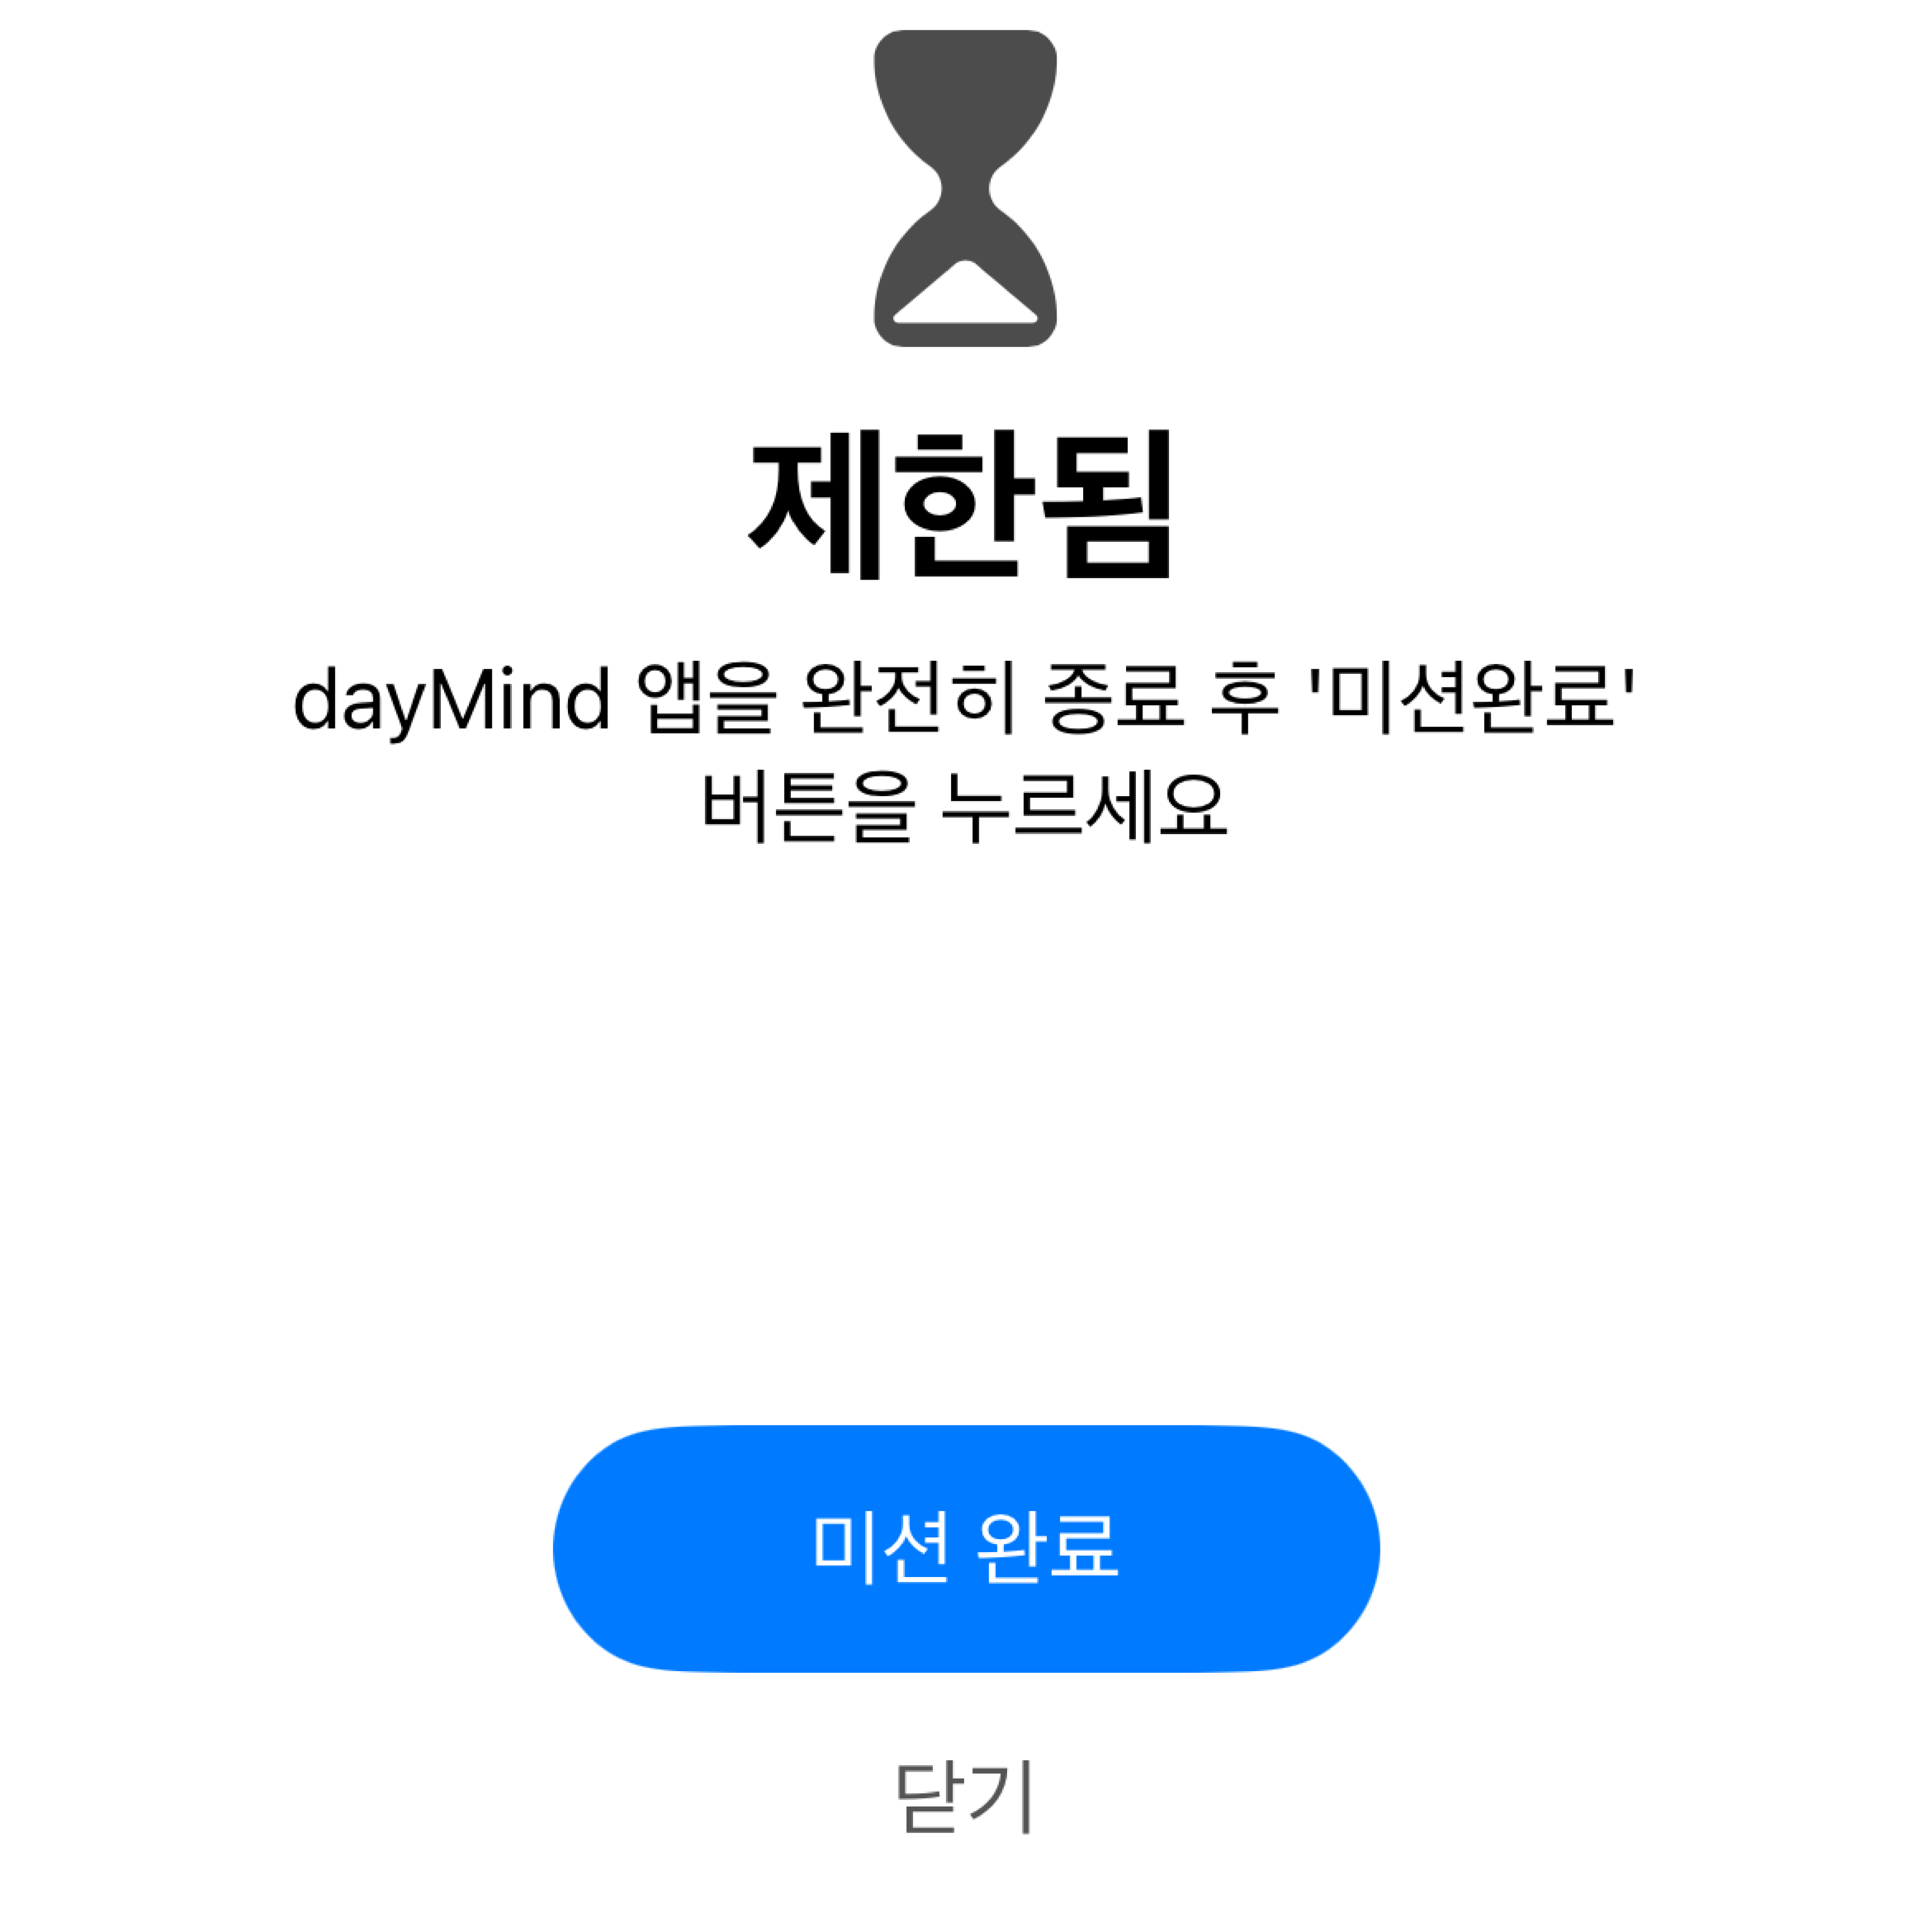 제한됨
dayMind 앱을 완전히 종료 후 '미션완료'
버튼을 누르세요
미션 완료
닫기